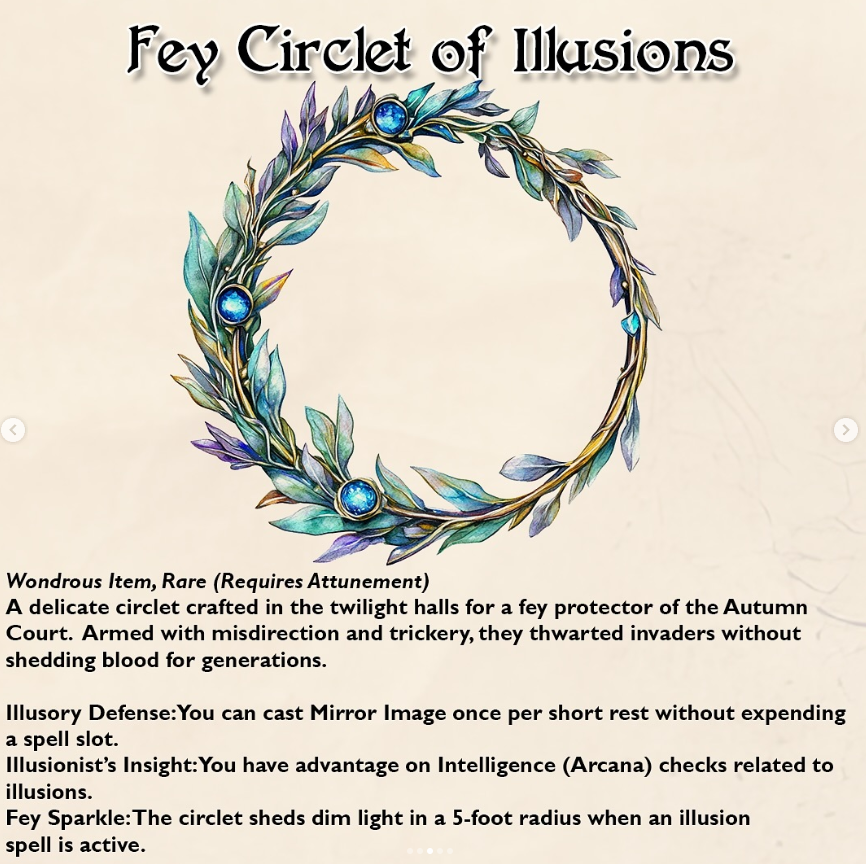 Fey Circlet of Illusions
Wondrous Item, Rare (Requires Attunement)
A delicate circlet crafted in the twilight halls for a fey protector of the Autumn
Court.  Armed with misdirection and trickery, they thwarted invaders without
shedding blood for generations.
Illusory Defense:You can cast Mirror Image once per short rest without expending
a spell slot.
Illusionist’s Insight:You have advantage on Intelligence (Arcana) checks related to
illusions.
Fey Sparkle:The circlet sheds dim light in a 5-foot radius when an illusion
spell is active.